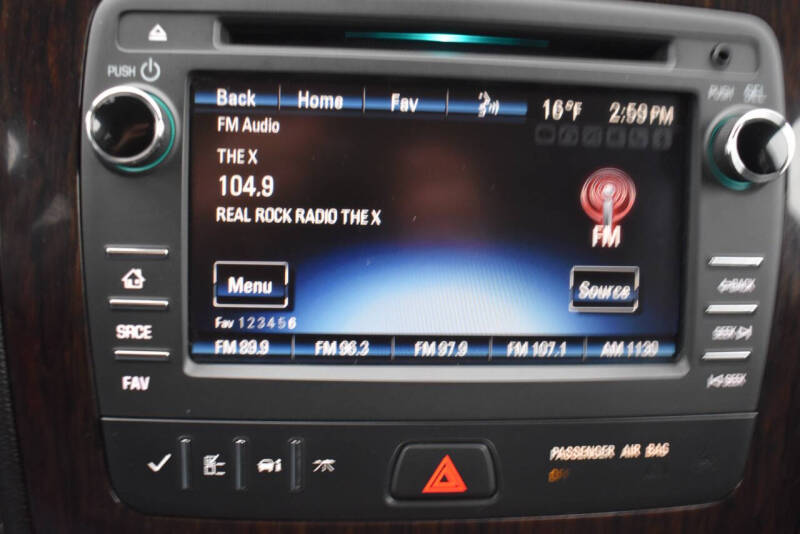 PUSH
PUSH SEL
Back Home Fav 16°F 2:59 PM
FM Audio
THE X
104.9
REAL ROCK RADIO THE X
FM
Menu Source
Fav 1 2 3 4 5 6
FM 89.9 FM 96.3 FM 97.9 FM 107.1 AM 1130
BACK
SRCE SEEK
FAV SEEK
PASSENGER AIR BAG
OFF